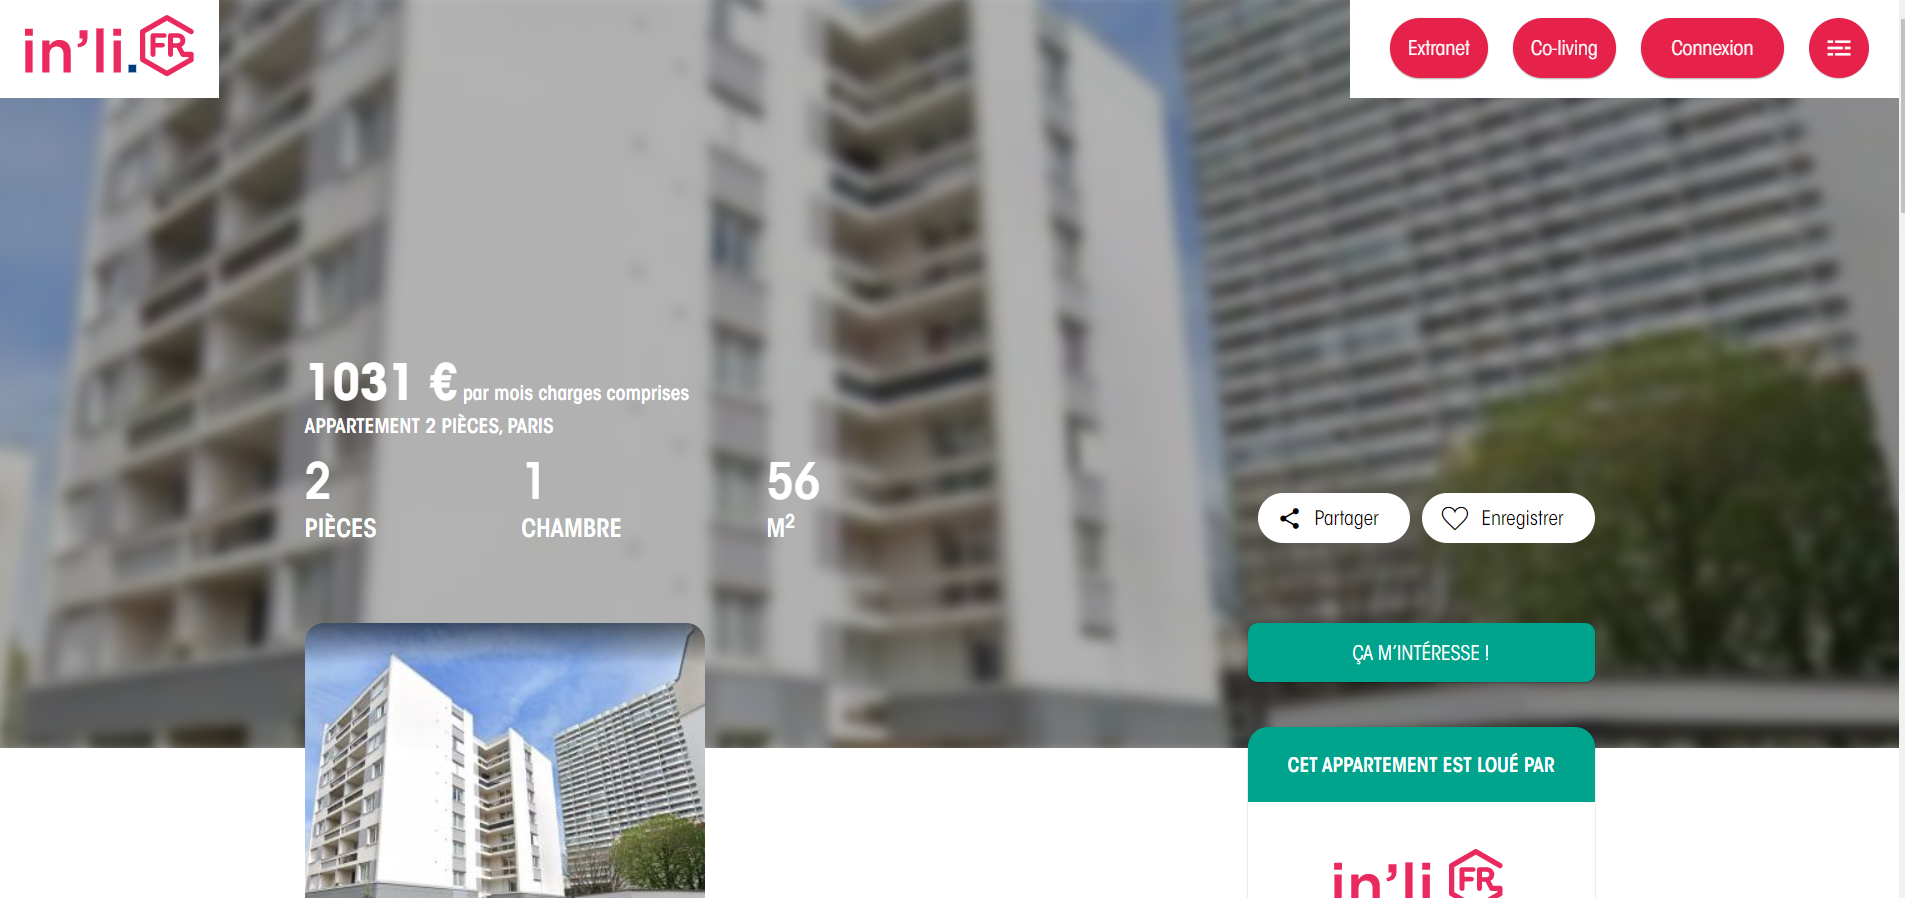 in'li. FR
Extranet
Co-living
Connexion
1031 € par mois charges comprises
APPARTEMENT 2 PIÈCES, PARIS
2
PIÈCES
1
CHAMBRE
56
M²
Partager
Enregistrer
ÇA M'INTÉRESSE !
CET APPARTEMENT EST LOUÉ PAR
in'li FR